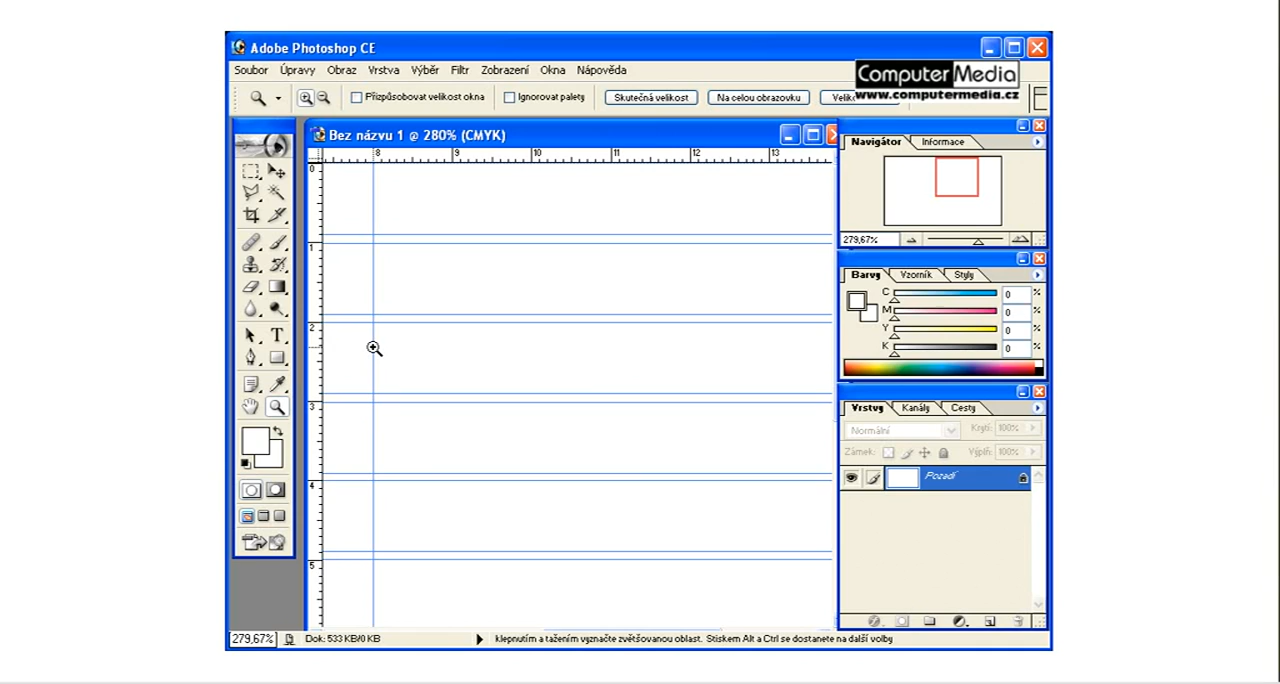 Adobe Photoshop CE
Soubor Úpravy Obraz Vrstva Výběr Filtr Zobrazení Okna Nápověda
Computer Media
www.computermedia.cz
Přizpůsobovat velikost okna Ignorovat palety Skutečná velikost Na celou obrazovku
Bez názvu 1 @ 280% (CMYK)
8 9 10 11 12 13
0
1
2
3
4
5
Navigátor Informace
279,67%
Barvy Vzorník Styly
C 0 %
M 0 %
Y 0 %
K 0 %
Vrstvy Kanály Cesty
Normální Krytí: 100%
Zámek: Výplň: 100%
Pozadí
279,67% Dok: 533 KB/0 KB klepnutím a tažením vyznačte zvětšovanou oblast. Stiskem Alt a Ctrl se dostanete na další volby